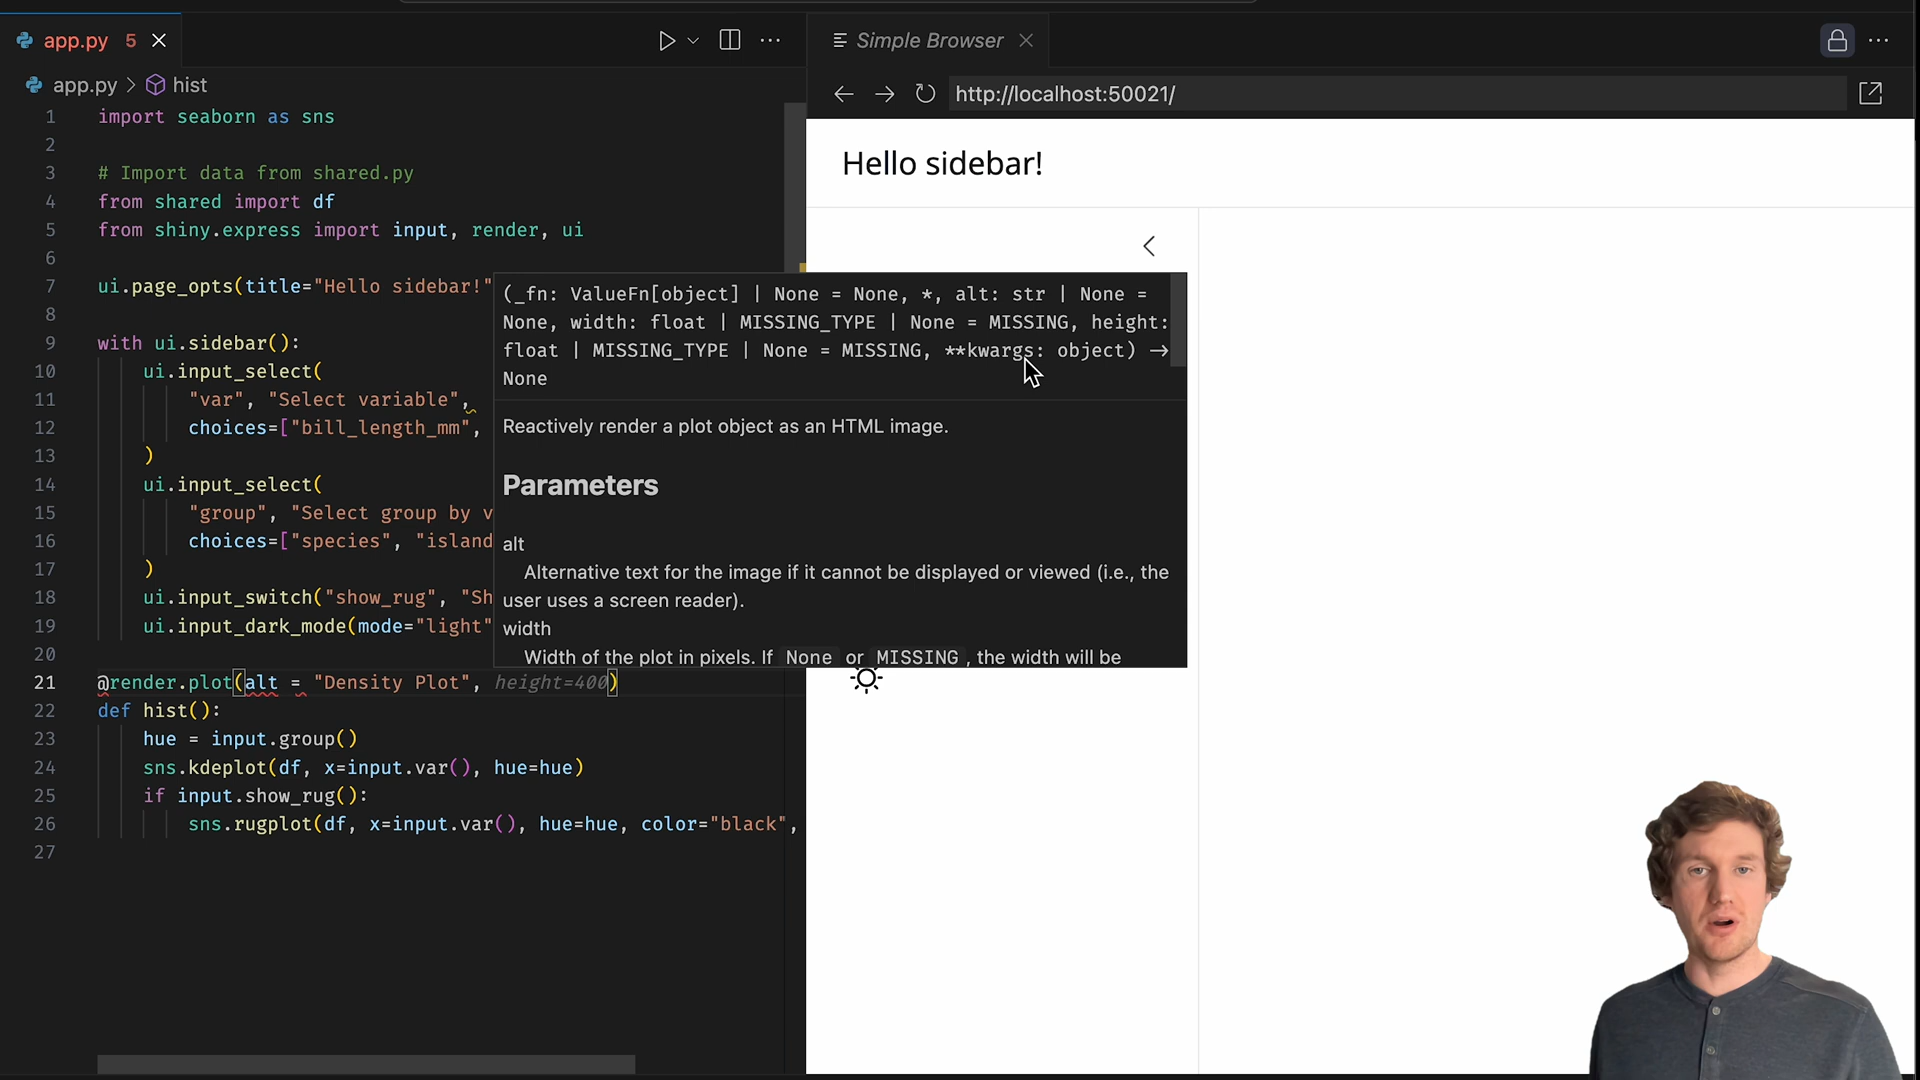 app.py 5
app.py > hist
1 import seaborn as sns
2
3 # Import data from shared.py
4 from shared import df
5 from shiny.express import input, render, ui
6
7 ui.page_opts(title="Hello sidebar!"
8
9 with ui.sidebar():
10 ui.input_select(
11 "var", "Select variable",
12 choices=["bill_length_mm",
13 )
14 ui.input_select(
15 "group", "Select group by v
16 choices=["species", "island
17 )
18 ui.input_switch("show_rug", "Sh
19 ui.input_dark_mode(mode="light"
20
21 @render.plot(alt = "Density Plot", height=400)
22 def hist():
23 hue = input.group()
24 sns.kdeplot(df, x=input.var(), hue=hue)
25 if input.show_rug():
26 sns.rugplot(df, x=input.var(), hue=hue, color="black",
27
(_fn: ValueFn[object] | None = None, *, alt: str | None =
None, width: float | MISSING_TYPE | None = MISSING, height:
float | MISSING_TYPE | None = MISSING, **kwargs: object) →
None
Reactively render a plot object as an HTML image.
Parameters
alt
Alternative text for the image if it cannot be displayed or viewed (i.e., the
user uses a screen reader).
width
Width of the plot in pixels. If None or MISSING , the width will be
Simple Browser
http://localhost:50021/
Hello sidebar!